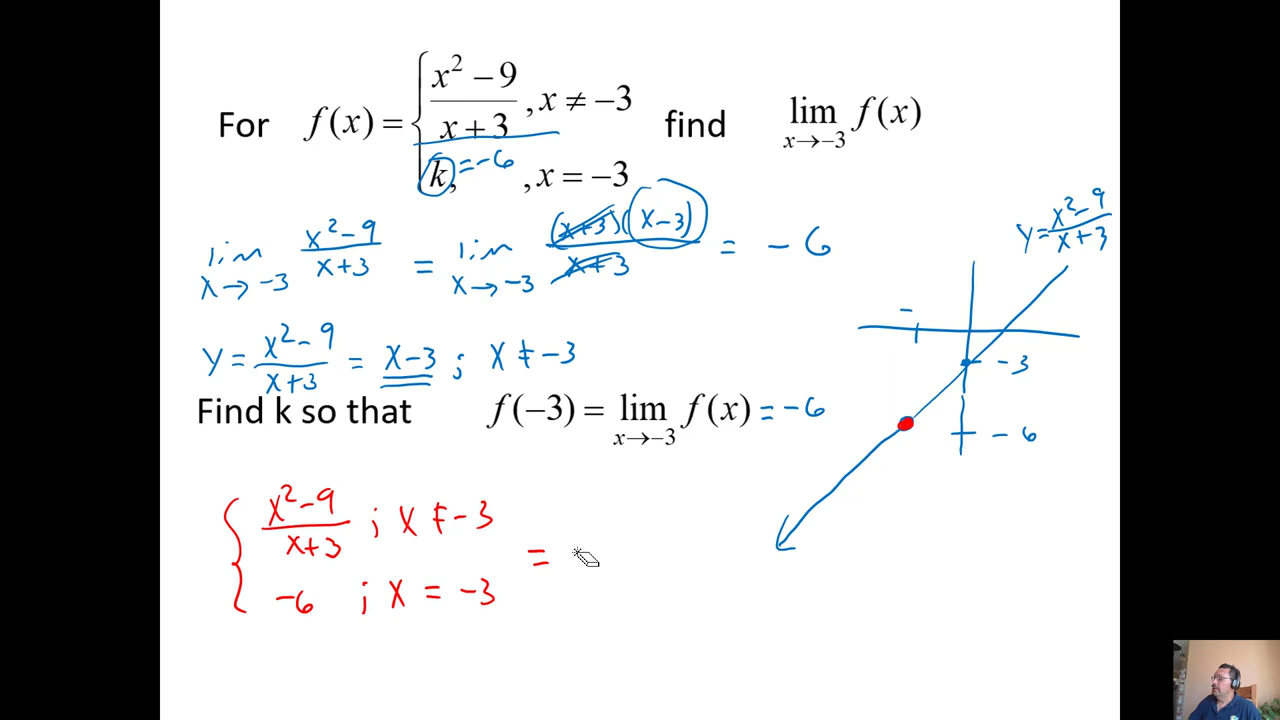 For f(x) = { x² − 9 / x + 3 , x ≠ −3 find lim x→−3 f(x)
k, = −6 , x = −3
lim x→−3 x²−9 / x+3 = lim x→−3 (x+3)(x−3) / x+3 = −6
y = x²−9 / x+3
y = x²−9 / x+3 = x−3 ; x ≠ −3
−
−3
−6
Find k so that f(−3) = lim x→−3 f(x) = −6
{ x²−9 / x+3 ; x ≠ −3
−6 ; x = −3 =